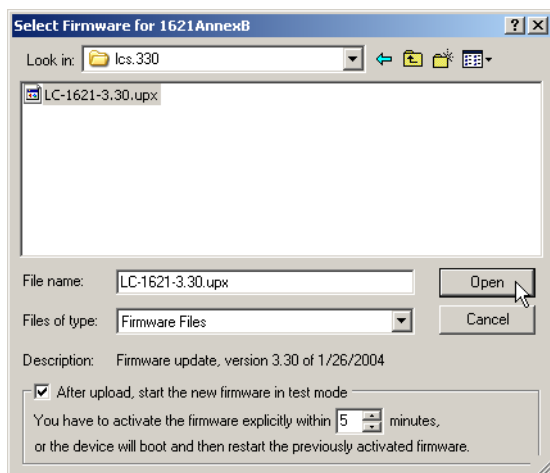 Select Firmware for 1621AnnexB
Look in: lcs.330
LC-1621-3.30.upx
File name: LC-1621-3.30.upx Open
Files of type: Firmware Files Cancel
Description: Firmware update, version 3.30 of 1/26/2004
After upload, start the new firmware in test mode
You have to activate the firmware explicitly within 5 minutes,
or the device will boot and then restart the previously activated firmware.